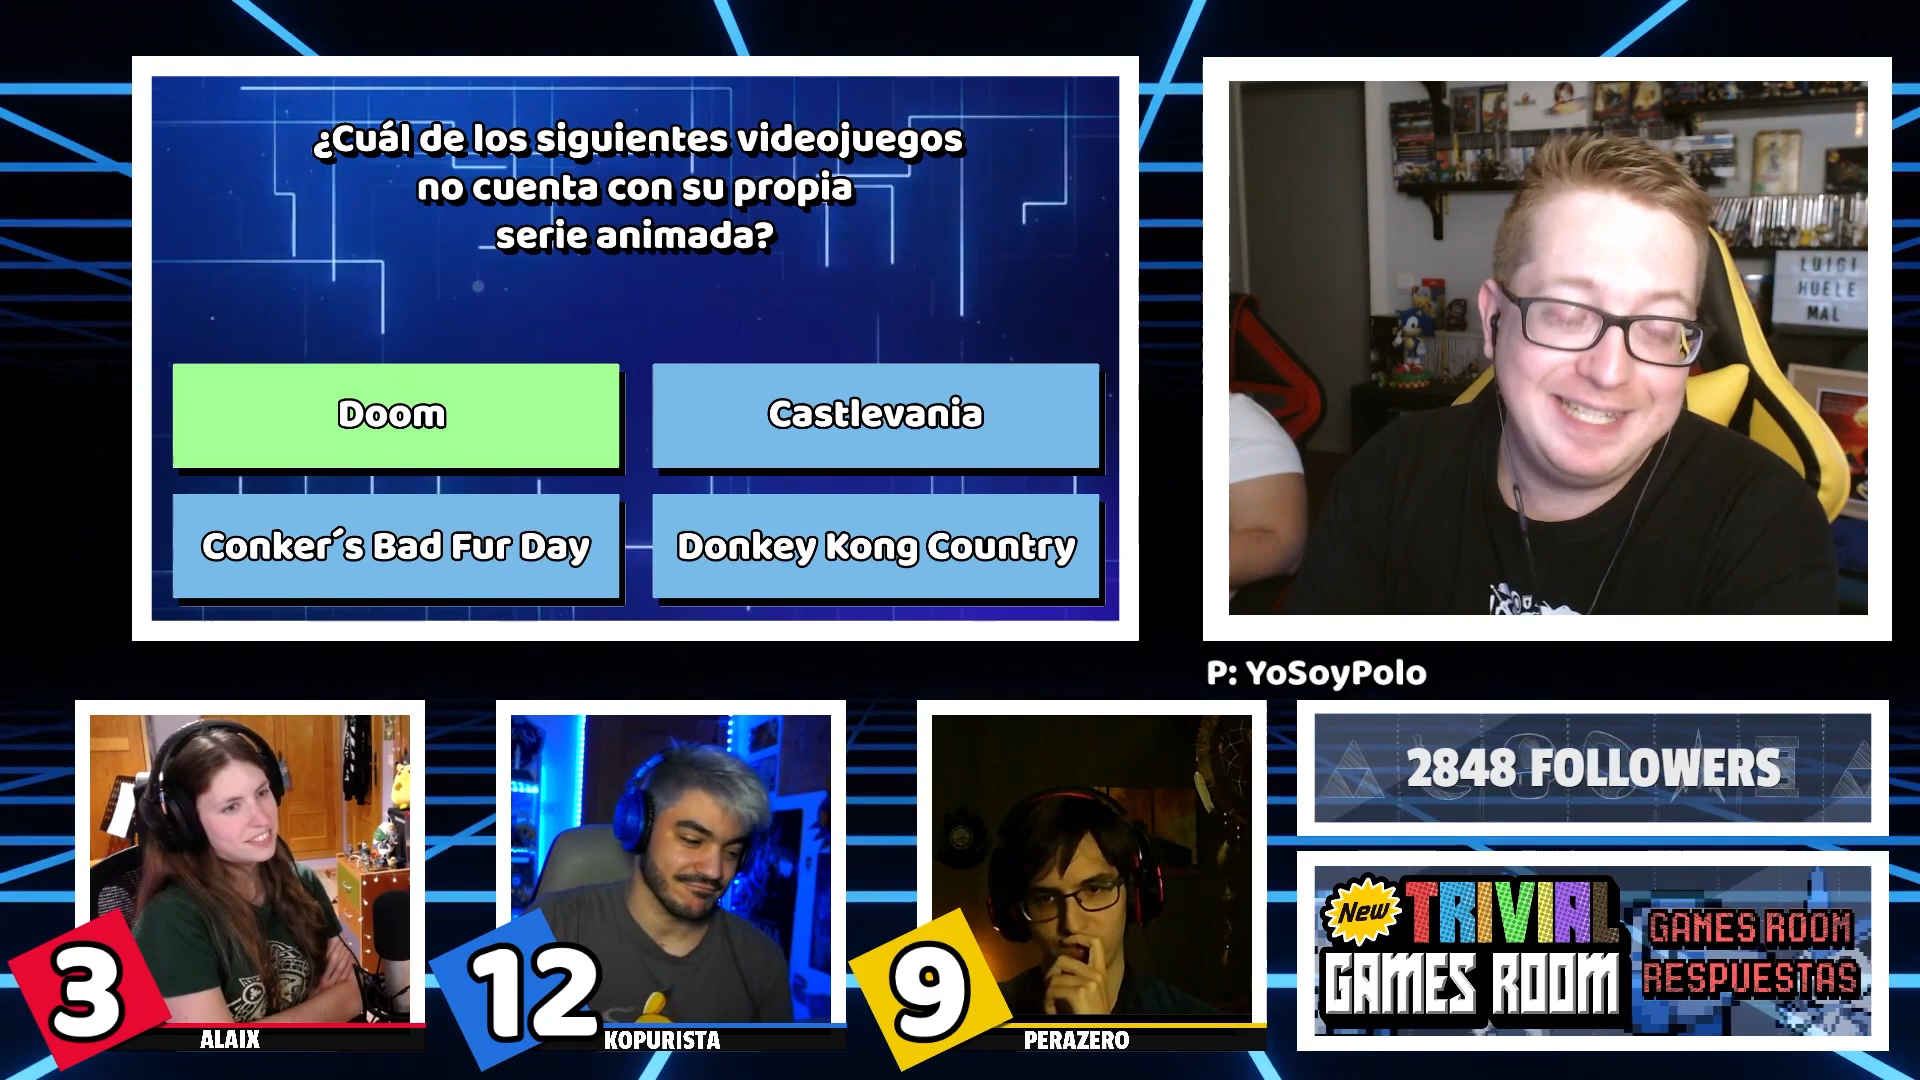 ¿Cuál de los siguientes videojuegos
no cuenta con su propia
serie animada?
Doom
Castlevania
Conker´s Bad Fur Day
Donkey Kong Country
LUIGI
HUELE
MAL
P: YoSoyPolo
2848 FOLLOWERS
New TRIVIAL
GAMES ROOM
GAMES ROOM
RESPUESTAS
3
ALAIX
12
KOPURISTA
9
PERAZERO